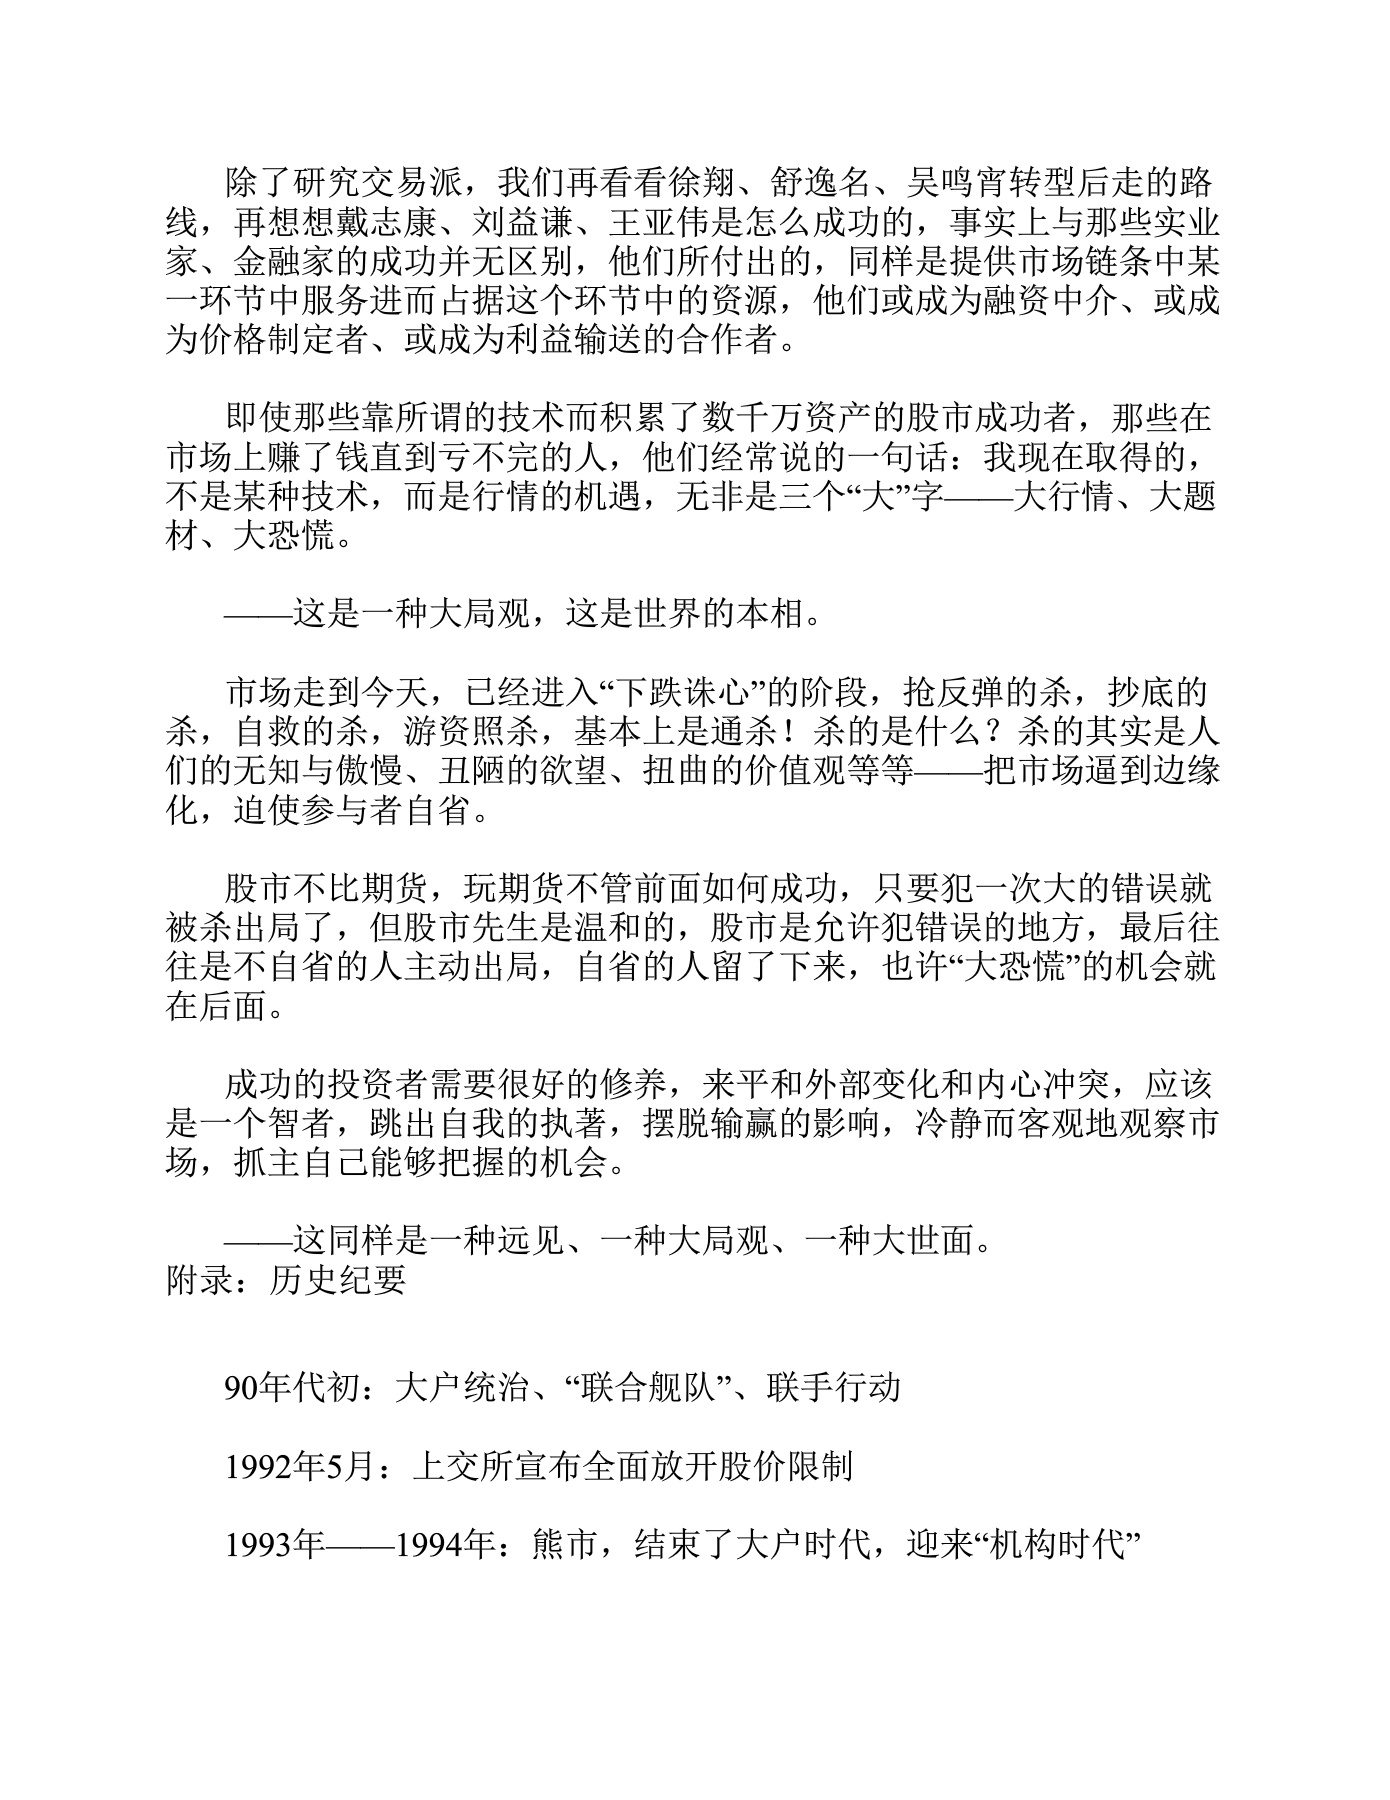 除了研究交易派，我们再看看徐翔、舒逸名、吴鸣宵转型后走的路
线，再想想戴志康、刘益谦、王亚伟是怎么成功的，事实上与那些实业
家、金融家的成功并无区别，他们所付出的，同样是提供市场链条中某
一环节中服务进而占据这个环节中的资源，他们或成为融资中介、或成
为价格制定者、或成为利益输送的合作者。
即使那些靠所谓的技术而积累了数千万资产的股市成功者，那些在
市场上赚了钱直到亏不完的人，他们经常说的一句话：我现在取得的，
不是某种技术，而是行情的机遇，无非是三个“大”字——大行情、大题
材、大恐慌。
——这是一种大局观，这是世界的本相。
市场走到今天，已经进入“下跌诛心”的阶段，抢反弹的杀，抄底的
杀，自救的杀，游资照杀，基本上是通杀！杀的是什么？杀的其实是人
们的无知与傲慢、丑陋的欲望、扭曲的价值观等等——把市场逼到边缘
化，迫使参与者自省。
股市不比期货，玩期货不管前面如何成功，只要犯一次大的错误就
被杀出局了，但股市先生是温和的，股市是允许犯错误的地方，最后往
往是不自省的人主动出局，自省的人留了下来，也许“大恐慌”的机会就
在后面。
成功的投资者需要很好的修养，来平和外部变化和内心冲突，应该
是一个智者，跳出自我的执著，摆脱输赢的影响，冷静而客观地观察市
场，抓主自己能够把握的机会。
——这同样是一种远见、一种大局观、一种大世面。
附录：历史纪要
90年代初：大户统治、“联合舰队”、联手行动
1992年5月：上交所宣布全面放开股价限制
1993年——1994年：熊市，结束了大户时代，迎来“机构时代”